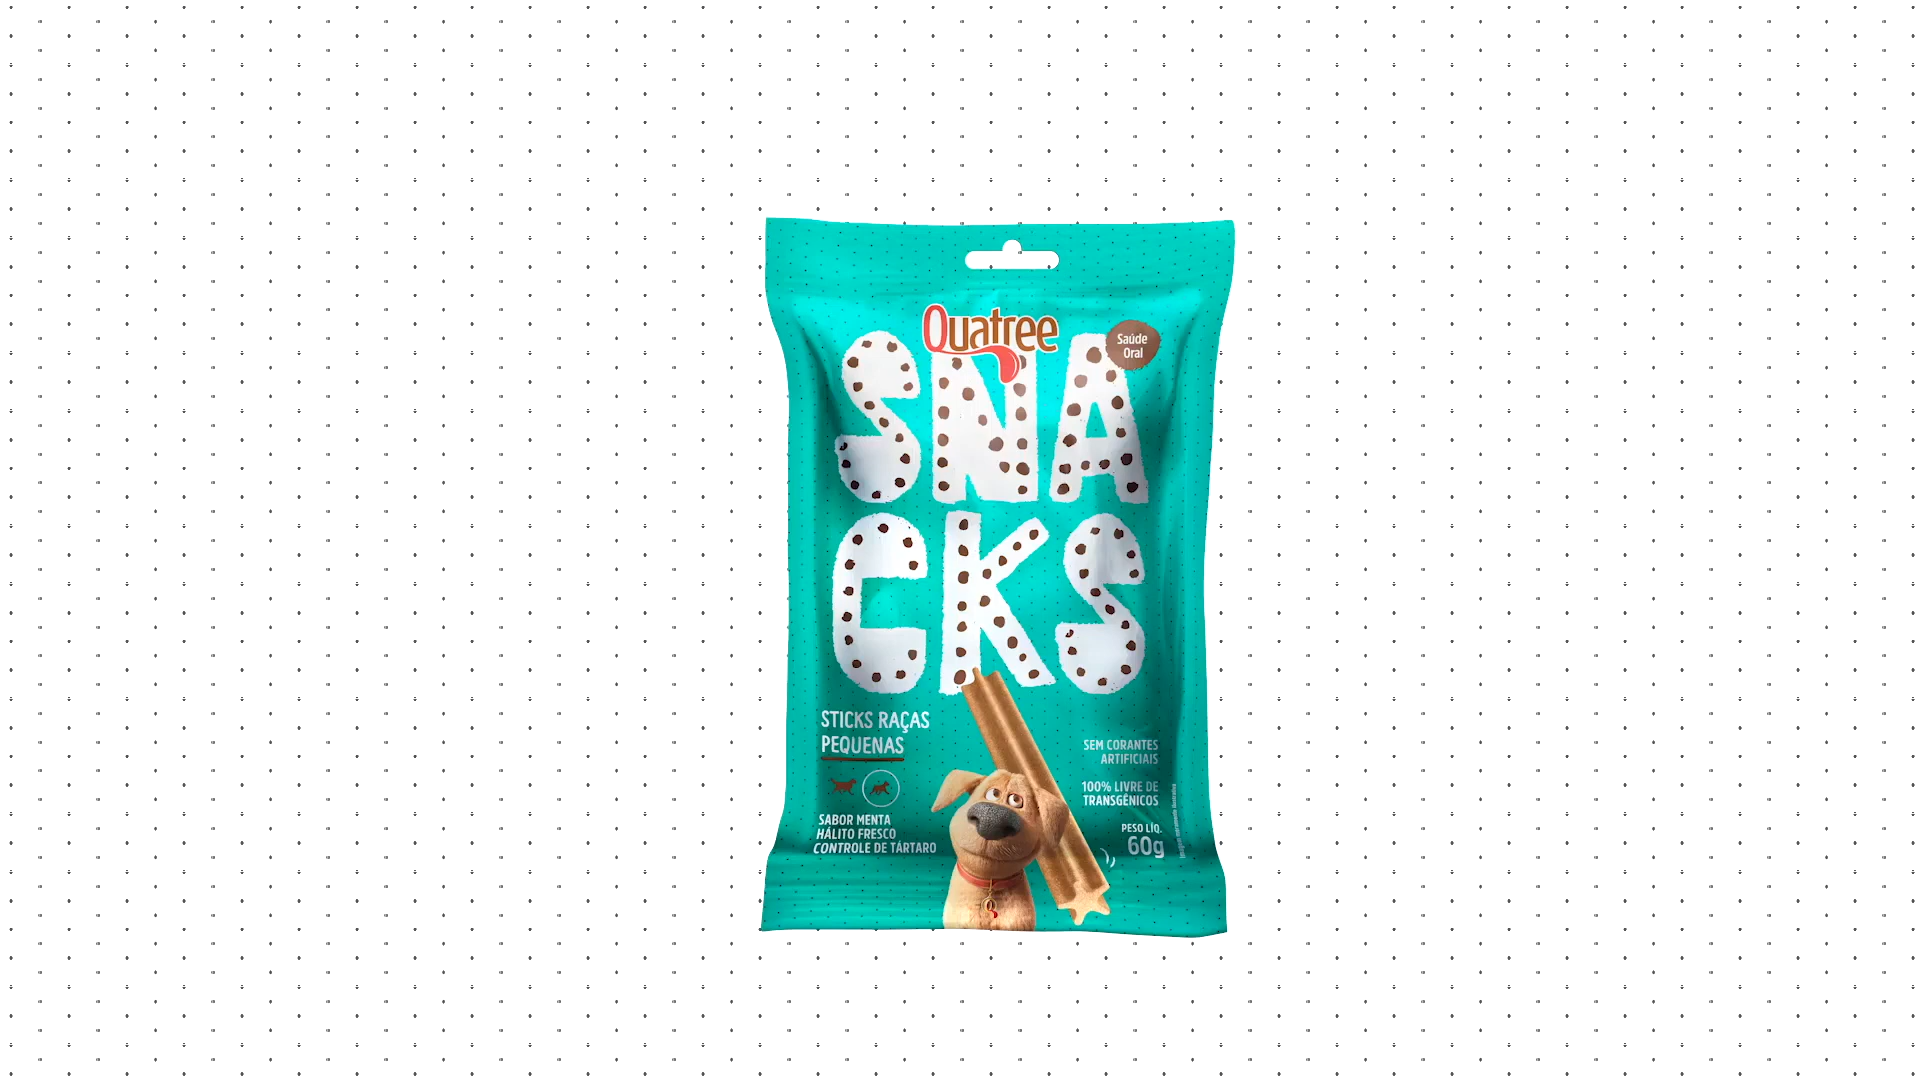 Quatree
Saúde
Oral
SNA
CKS
STICKS RAÇAS
PEQUENAS
SABOR MENTA
HÁLITO FRESCO
CONTROLE DE TÁRTARO
SEM CORANTES
ARTIFICIAIS
100% LIVRE DE
TRANSGÊNICOS
PESO LÍQ.
60g